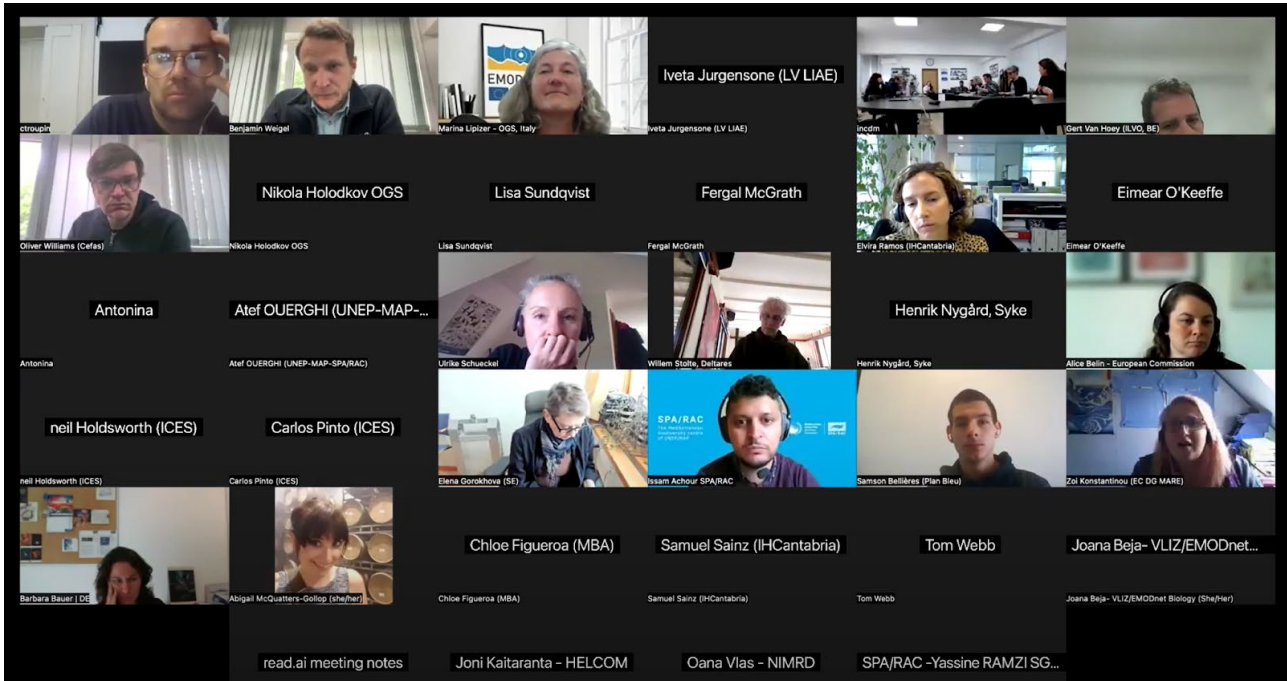 EMOD
Iveta Jurgensone (LV LIAE)
ctroupin
Benjamin Weigel
Marina Lipizer - OGS, Italy
Iveta Jurgensone (LV LIAE)
incdm
Gert Van Hoey (ILVO, BE)
Nikola Holodkov OGS
Lisa Sundqvist
Fergal McGrath
Eimear O'Keeffe
Oliver Williams (Cefas)
Nikola Holodkov OGS
Lisa Sundqvist
Fergal McGrath
Elvira Ramos (IHCantabria)
Eimear O'Keeffe
Antonina
Atef OUERGHI (UNEP-MAP-...
Henrik Nygård, Syke
Antonina
Atef OUERGHI (UNEP-MAP-SPA/RAC)
Ulrike Schueckel
Willem Stolte, Deltares
Henrik Nygård, Syke
Alice Belin - European Commission
neil Holdsworth (ICES)
Carlos Pinto (ICES)
SPA/RAC
neil Holdsworth (ICES)
Carlos Pinto (ICES)
Elena Gorokhova (SE)
Issam Achour SPA/RAC
Samson Bellières (Plan Bleu)
Zoi Konstantinou (EC DG MARE)
Chloe Figueroa (MBA)
Samuel Sainz (IHCantabria)
Tom Webb
Joana Beja- VLIZ/EMODnet...
Barbara Bauer | DE
Abigail McQuatters-Gollop (she/her)
Chloe Figueroa (MBA)
Samuel Sainz (IHCantabria)
Tom Webb
Joana Beja- VLIZ/EMODnet Biology (She/Her)
read.ai meeting notes
Joni Kaitaranta - HELCOM
Oana Vlas - NIMRD
SPA/RAC -Yassine RAMZI SG...